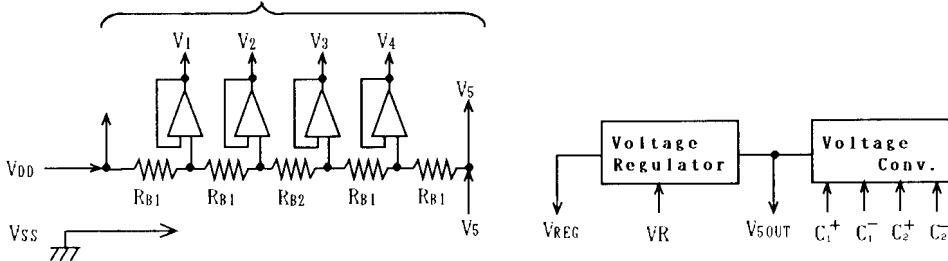 V1 V2 V3 V4
V5
VDD
RB1 RB1 RB2 RB1 RB1
V5
VSS
Voltage
Regulator
Voltage
Conv.
VREG VR V5OUT C1+ C1- C2+ C2-